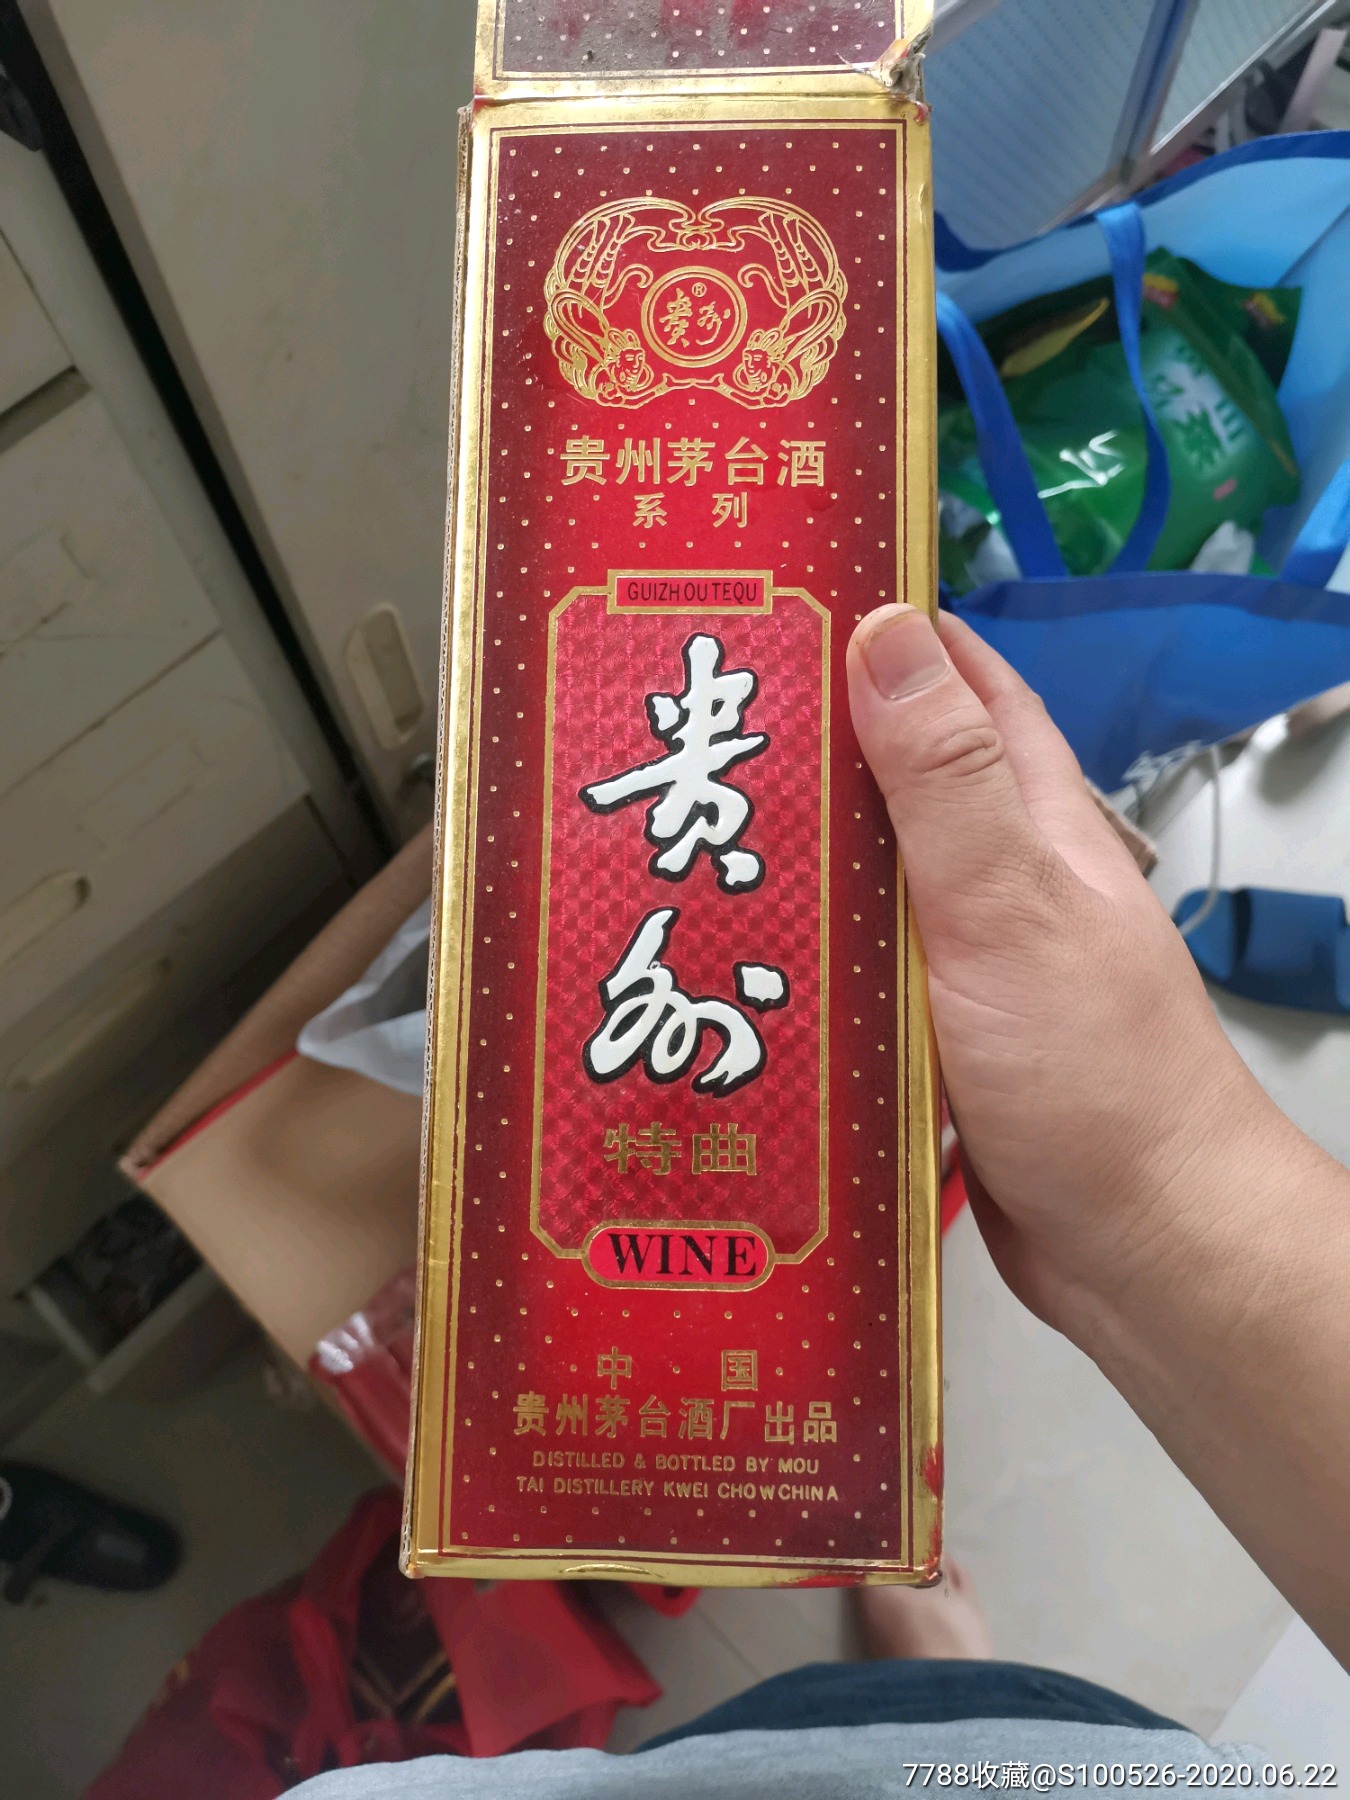 贵州
®
贵州茅台酒
系列
GUIZHOUTEQU
贵州
特曲
WINE
中·国
贵州茅台酒厂出品
DISTILLED & BOTTLED BY MOU
TAI DISTILLERY KWEI CHOWCHINA
7788收藏@S100526-2020.06.22